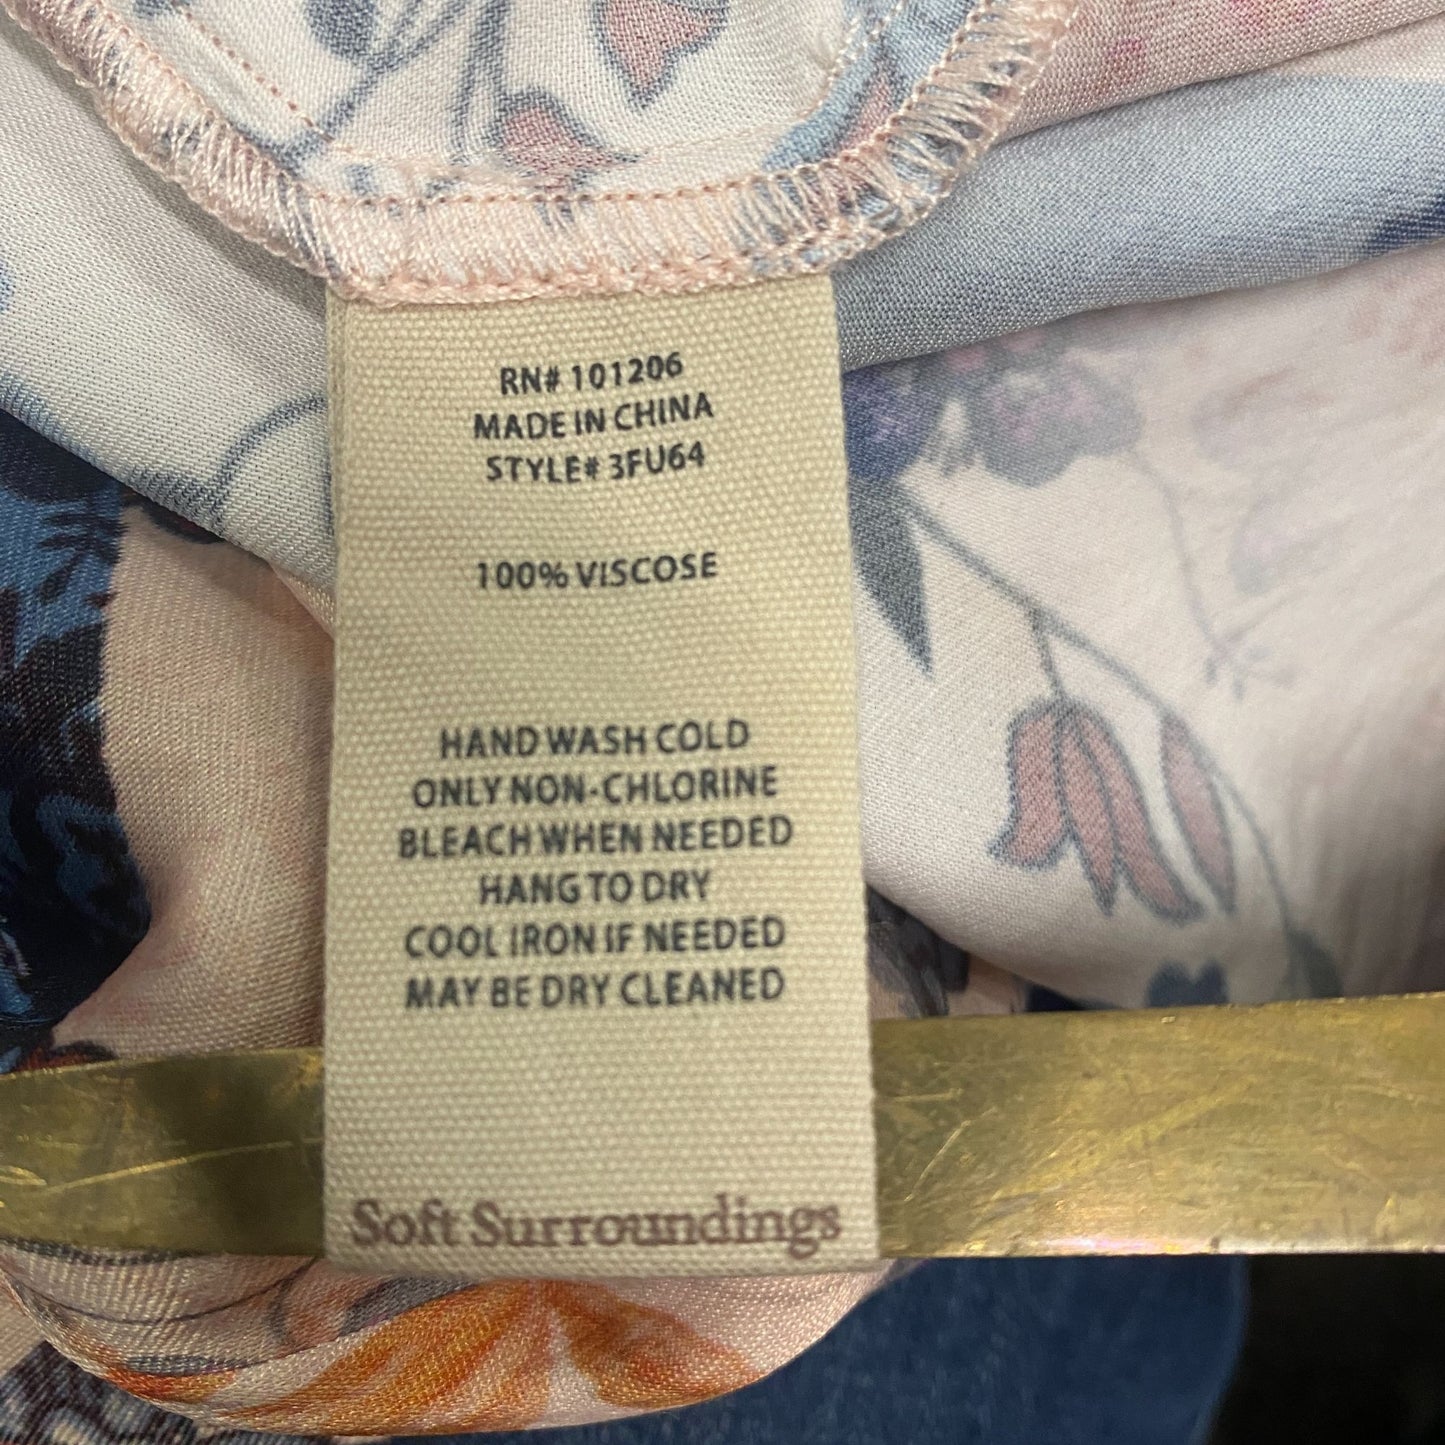 RN# 101206
MADE IN CHINA
STYLE# 3FU64
100% VISCOSE
HAND WASH COLD
ONLY NON-CHLORINE
BLEACH WHEN NEEDED
HANG TO DRY
COOL IRON IF NEEDED
MAY BE DRY CLEANED
Soft Surroundings